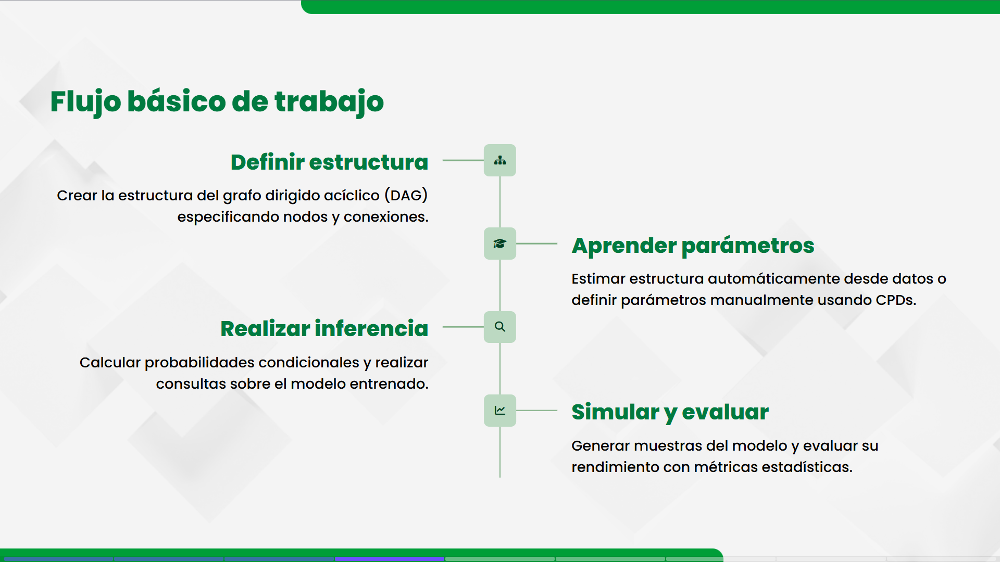 Flujo básico de trabajo
Definir estructura
Crear la estructura del grafo dirigido acíclico (DAG)
especificando nodos y conexiones.
Aprender parámetros
Estimar estructura automáticamente desde datos o
definir parámetros manualmente usando CPDs.
Realizar inferencia
Calcular probabilidades condicionales y realizar
consultas sobre el modelo entrenado.
Simular y evaluar
Generar muestras del modelo y evaluar su
rendimiento con métricas estadísticas.